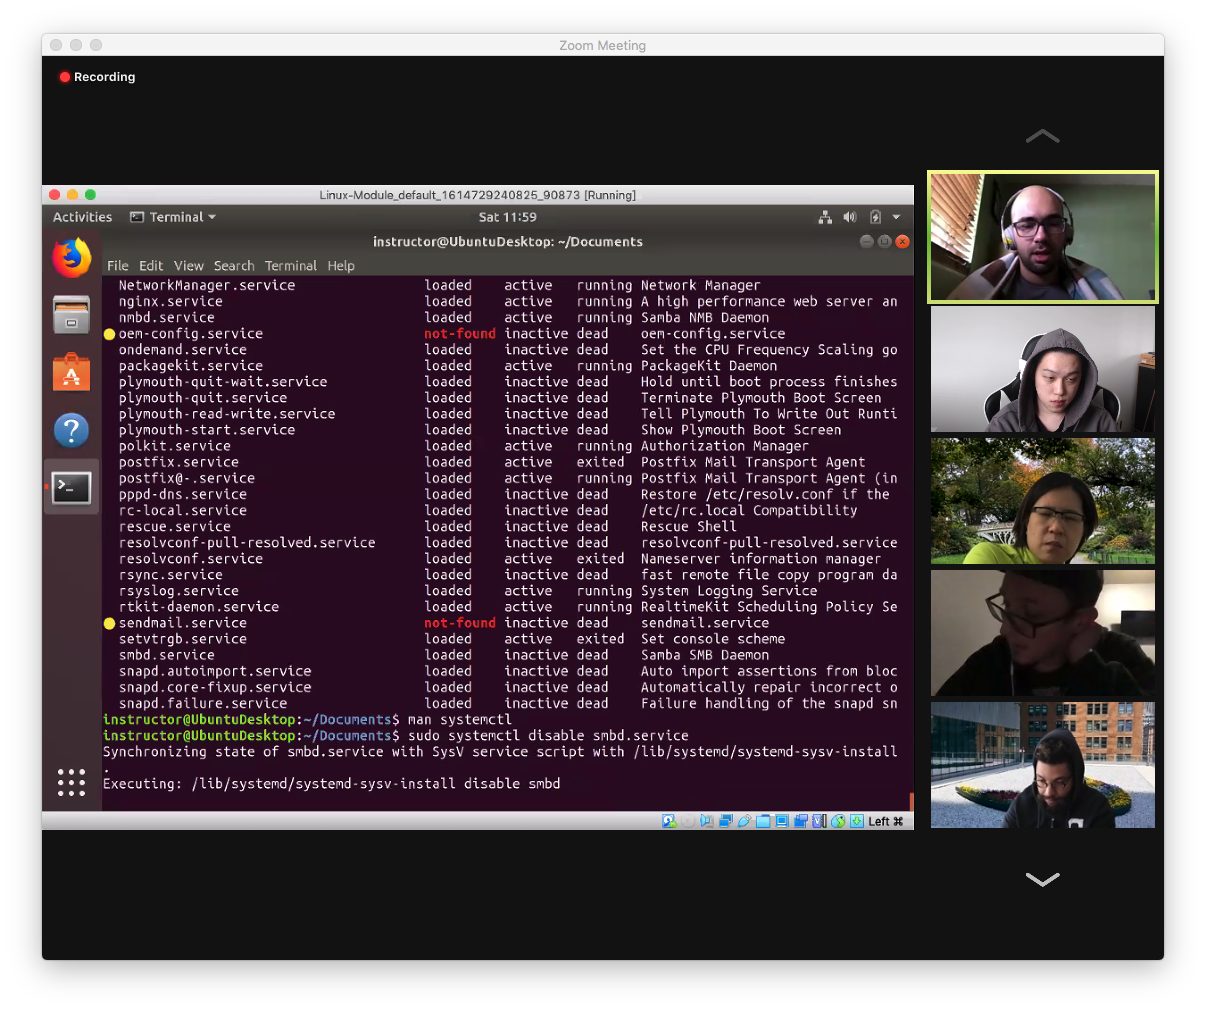 Zoom Meeting
Recording
Linux-Module_default_1614729240825_90873 [Running]
Activities Terminal Sat 11:59
instructor@UbuntuDesktop: ~/Documents
File Edit View Search Terminal Help
NetworkManager.service loaded active running Network Manager
nginx.service loaded active running A high performance web server an
nmbd.service loaded active running Samba NMB Daemon
oem-config.service not-found inactive dead oem-config.service
ondemand.service loaded inactive dead Set the CPU Frequency Scaling go
packagekit.service loaded active running PackageKit Daemon
plymouth-quit-wait.service loaded inactive dead Hold until boot process finishes
plymouth-quit.service loaded inactive dead Terminate Plymouth Boot Screen
plymouth-read-write.service loaded inactive dead Tell Plymouth To Write Out Runti
plymouth-start.service loaded inactive dead Show Plymouth Boot Screen
polkit.service loaded active running Authorization Manager
postfix.service loaded active exited Postfix Mail Transport Agent
postfix@-.service loaded active running Postfix Mail Transport Agent (in
pppd-dns.service loaded inactive dead Restore /etc/resolv.conf if the
rc-local.service loaded inactive dead /etc/rc.local Compatibility
rescue.service loaded inactive dead Rescue Shell
resolvconf-pull-resolved.service loaded inactive dead resolvconf-pull-resolved.service
resolvconf.service loaded active exited Nameserver information manager
rsync.service loaded inactive dead fast remote file copy program da
rsyslog.service loaded active running System Logging Service
rtkit-daemon.service loaded active running RealtimeKit Scheduling Policy Se
sendmail.service not-found inactive dead sendmail.service
setvtrgb.service loaded active exited Set console scheme
smbd.service loaded inactive dead Samba SMB Daemon
snapd.autoimport.service loaded inactive dead Auto import assertions from bloc
snapd.core-fixup.service loaded inactive dead Automatically repair incorrect o
snapd.failure.service loaded inactive dead Failure handling of the snapd sn
instructor@UbuntuDesktop:~/Documents$ man systemctl
instructor@UbuntuDesktop:~/Documents$ sudo systemctl disable smbd.service
Synchronizing state of smbd.service with SysV service script with /lib/systemd/systemd-sysv-install
.
Executing: /lib/systemd/systemd-sysv-install disable smbd
Left ⌘